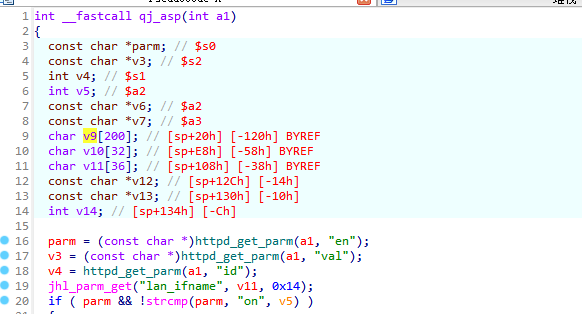 1 int __fastcall qj_asp(int a1)
2 {
3 const char *parm; // $s0
4 const char *v3; // $s2
5 int v4; // $s1
6 int v5; // $a2
7 const char *v6; // $a2
8 const char *v7; // $a3
9 char v9[200]; // [sp+20h] [-120h] BYREF
10 char v10[32]; // [sp+E8h] [-58h] BYREF
11 char v11[36]; // [sp+108h] [-38h] BYREF
12 const char *v12; // [sp+12Ch] [-14h]
13 const char *v13; // [sp+130h] [-10h]
14 int v14; // [sp+134h] [-Ch]
16 parm = (const char *)httpd_get_parm(a1, "en");
17 v3 = (const char *)httpd_get_parm(a1, "val");
18 v4 = httpd_get_parm(a1, "id");
19 jhl_parm_get("lan_ifname", v11, 0x14);
20 if ( parm && !strcmp(parm, "on", v5) )